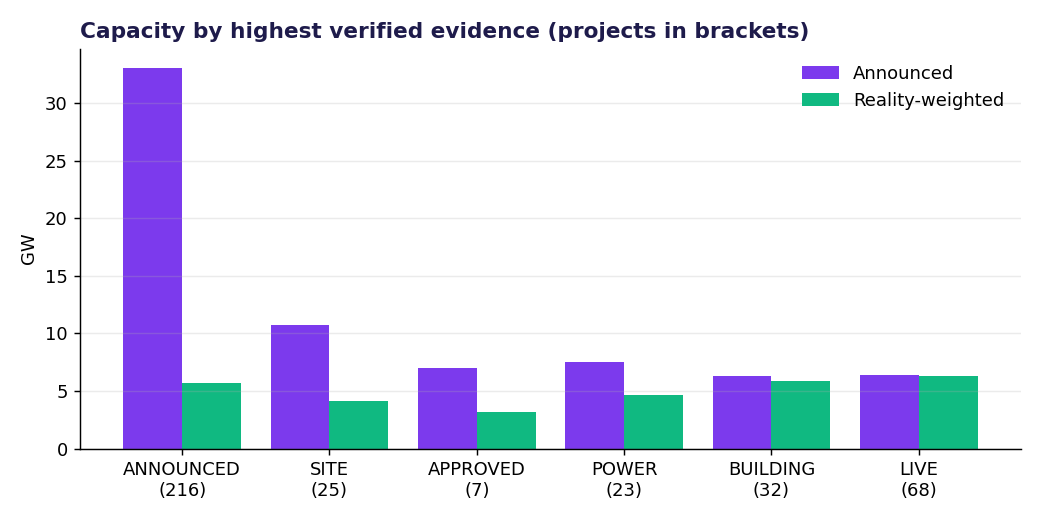 Capacity by highest verified evidence (projects in brackets)
Announced
Reality-weighted
GW
30
25
20
15
10
5
0
ANNOUNCED
(216)
SITE
(25)
APPROVED
(7)
POWER
(23)
BUILDING
(32)
LIVE
(68)